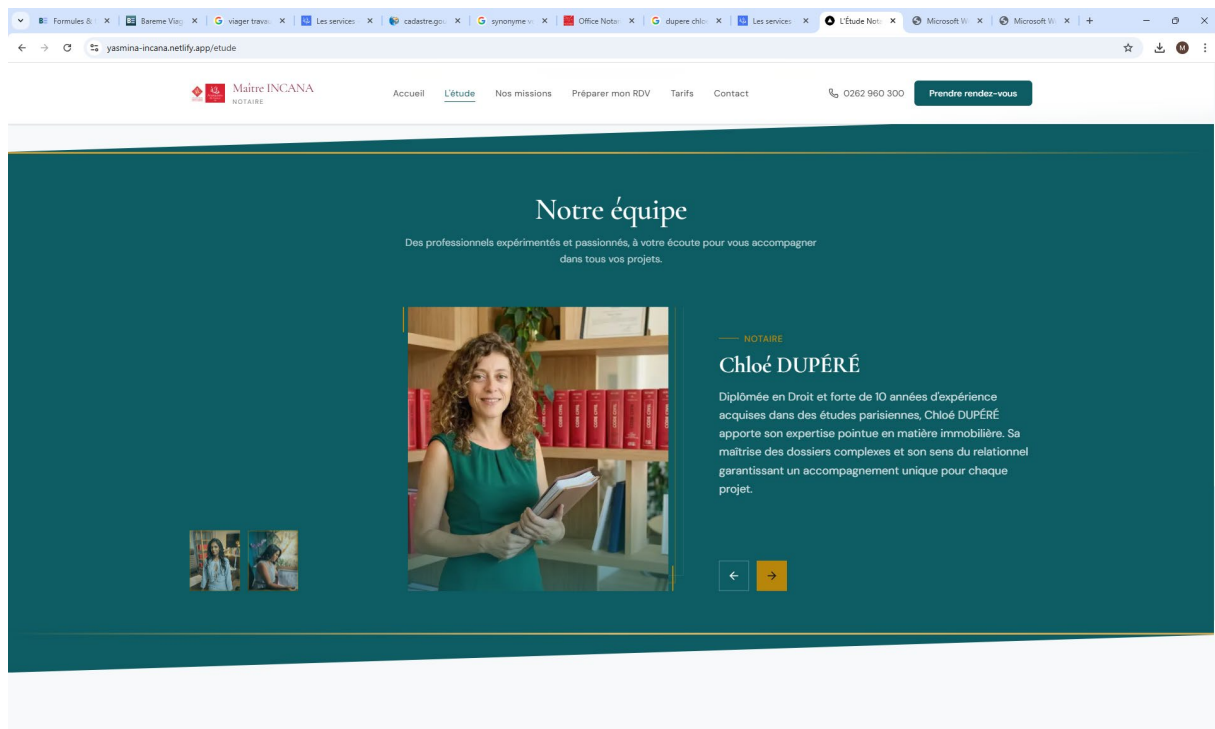 Formules &
Bareme Viag
viager travau
Les services
cadastre.gou
synonyme vo
Office Notar
dupere chlor
Les services
L'Étude Nota
Microsoft W
Microsoft W
yasmina-incana.netlify.app/etude
M
Maître INCANA
NOTAIRE
Accueil
L'étude
Nos missions
Préparer mon RDV
Tarifs
Contact
0262 960 300
Prendre rendez-vous
Notre équipe
Des professionnels expérimentés et passionnés, à votre écoute pour vous accompagner
dans tous vos projets.
NOTAIRE
Chloé DUPÉRÉ
Diplômée en Droit et forte de 10 années d'expérience
acquises dans des études parisiennes, Chloé DUPÉRÉ
apporte son expertise pointue en matière immobilière. Sa
maîtrise des dossiers complexes et son sens du relationnel
garantissant un accompagnement unique pour chaque
projet.